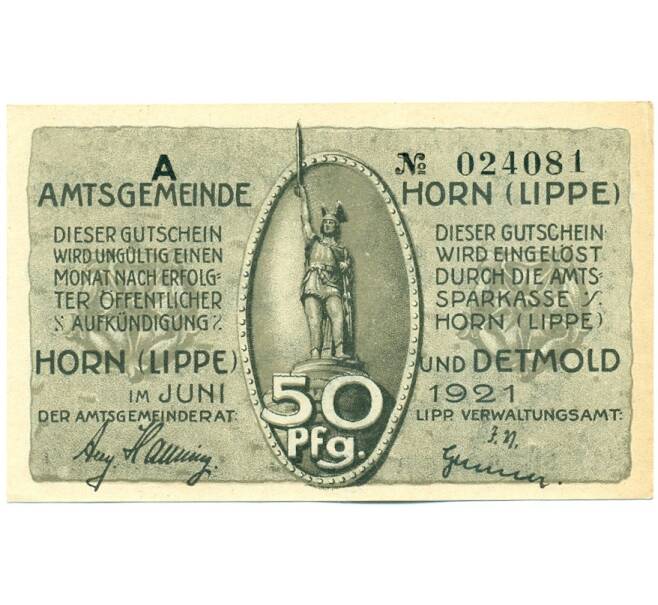 A
№ 024081
AMTSGEMEINDE HORN (LIPPE)
DIESER GUTSCHEIN
WIRD UNGÜLTIG EINEN
MONAT NACH ERFOLG-
TER ÖFFENTLICHER
AUFKÜNDIGUNG
DIESER GUTSCHEIN
WIRD EINGELÖST
DURCH DIE AMTS-
SPARKASSE
HORN (LIPPE)
HORN (LIPPE) UND DETMOLD
IM JUNI 1921
50
Pfg.
DER AMTSGEMEINDERAT:
LIPP. VERWALTUNGSAMT: